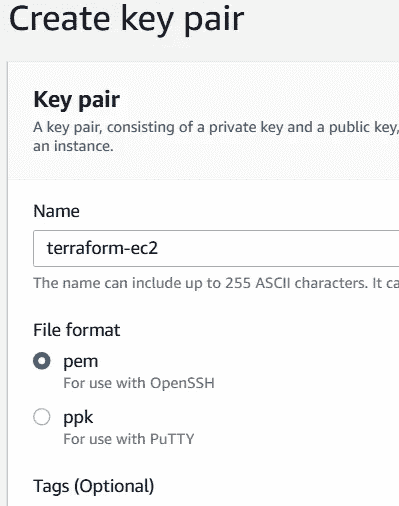 Create key pair
Key pair
A key pair, consisting of a private key and a public key,
an instance.
Name
terraform-ec2
The name can include up to 255 ASCII characters. It ca
File format
pem
For use with OpenSSH
ppk
For use with PuTTY
Tags (Optional)